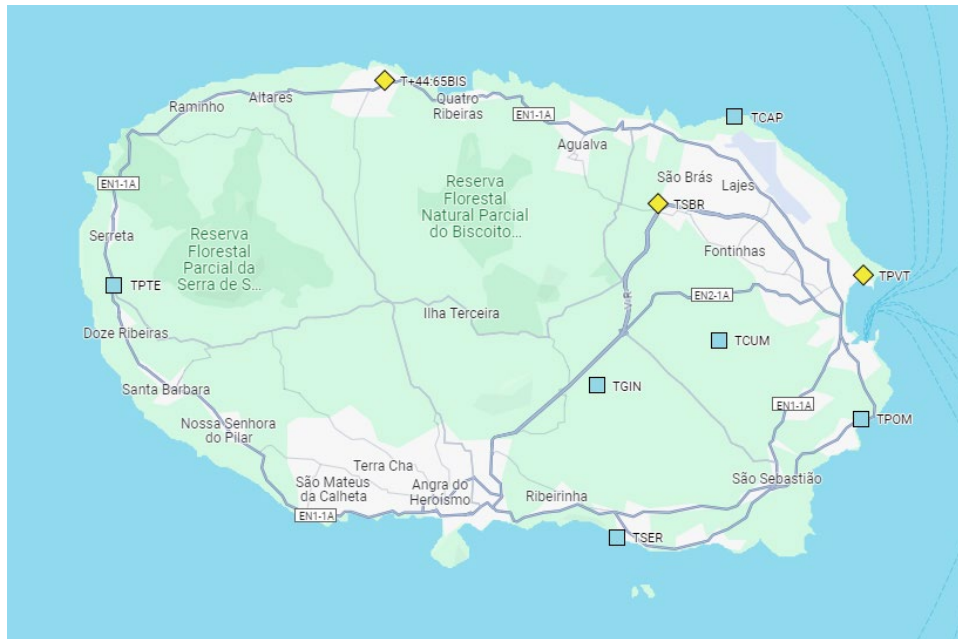 T+44:65BIS
Altares
Raminho
Quatro
Ribeiras
EN1-1A
TCAP
Agualva
São Brás
Lajes
EN1-1A
Reserva
Florestal
Natural Parcial
do Biscoito...
TSBR
Serreta
Reserva
Florestal
Parcial da
Serra de S...
Fontinhas
TPVT
TPTE
EN2-1A
V.R.
Ilha Terceira
Doze Ribeiras
TCUM
TGIN
Santa Barbara
EN1-1A
TPOM
Nossa Senhora
do Pilar
Terra Cha
São Mateus
da Calheta
Angra do
Heroísmo
São Sebastião
Ribeirinha
EN1-1A
TSER